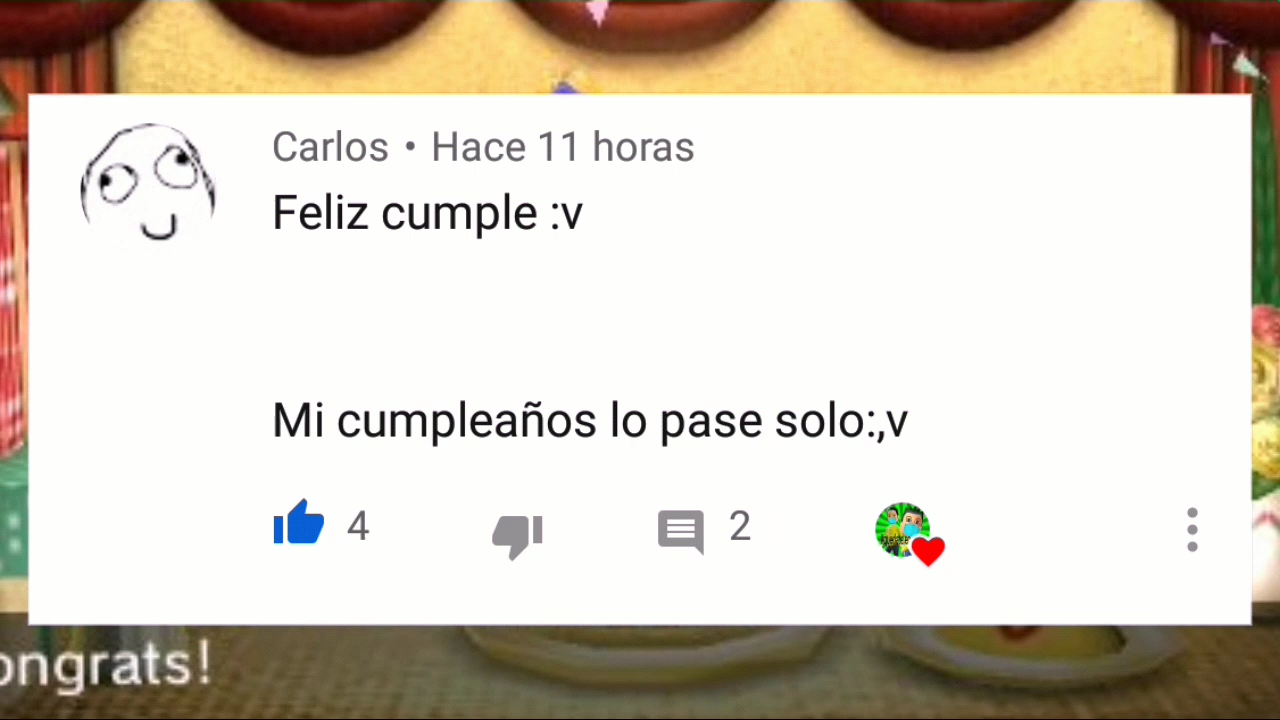 Carlos • Hace 11 horas
Feliz cumple :v
Mi cumpleaños lo pase solo:,v
4
2
ongrats!